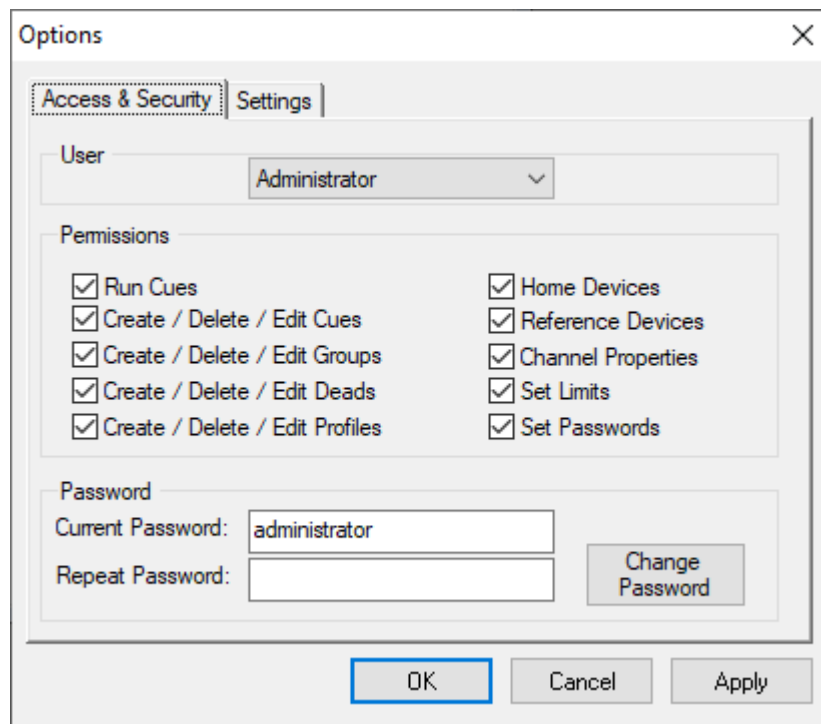 Options
Access & Security
Settings
User
Administrator
Permissions
Run Cues
Create / Delete / Edit Cues
Create / Delete / Edit Groups
Create / Delete / Edit Deads
Create / Delete / Edit Profiles
Home Devices
Reference Devices
Channel Properties
Set Limits
Set Passwords
Password
Current Password:
administrator
Repeat Password:
Change
Password
OK
Cancel
Apply